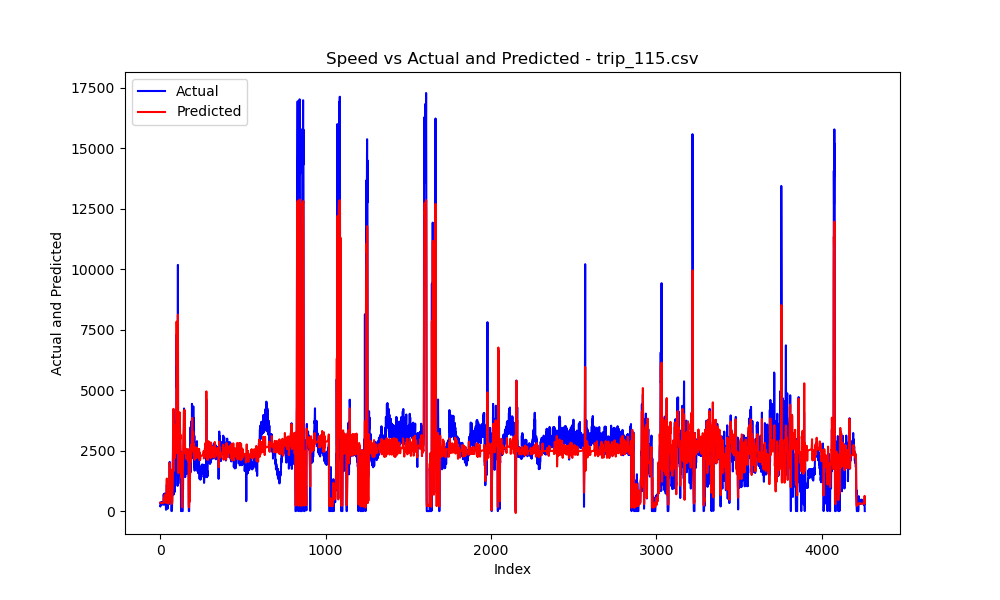 Speed vs Actual and Predicted - trip_115.csv
Actual
Predicted
17500
15000
12500
10000
7500
5000
2500
0
Actual and Predicted
0
1000
2000
3000
4000
Index